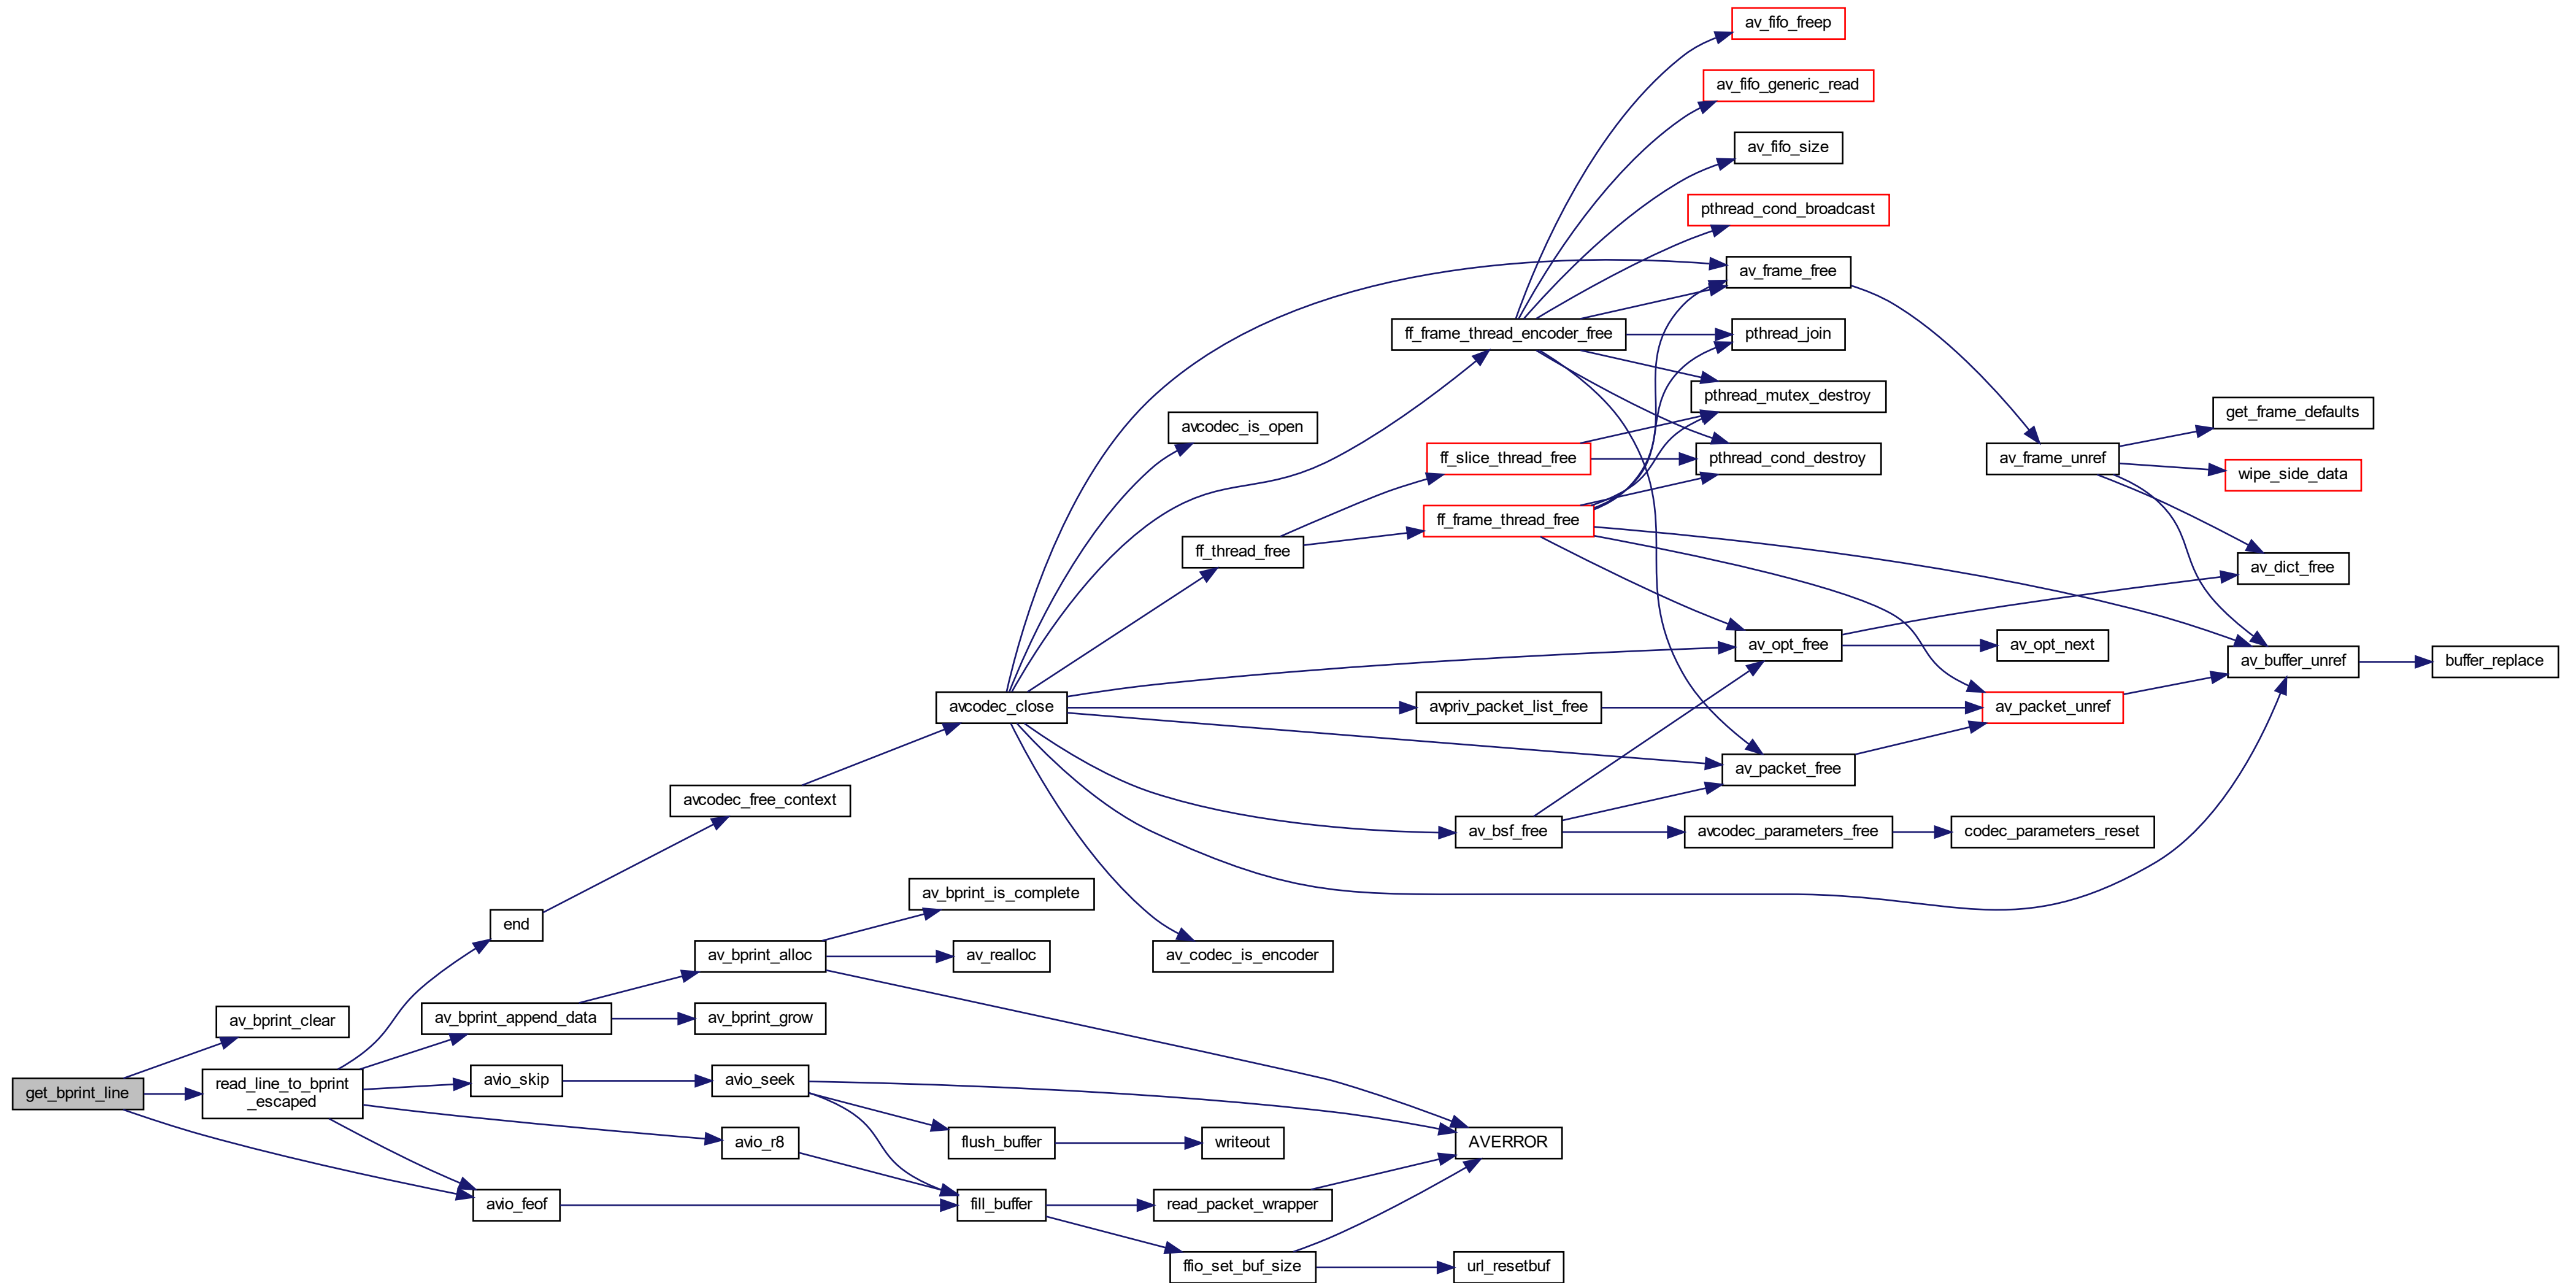 av_fifo_freep
av_fifo_generic_read
av_fifo_size
pthread_cond_broadcast
av_frame_free
ff_frame_thread_encoder_free
pthread_join
pthread_mutex_destroy
avcodec_is_open
get_frame_defaults
ff_slice_thread_free
pthread_cond_destroy
av_frame_unref
wipe_side_data
ff_frame_thread_free
ff_thread_free
av_dict_free
av_opt_free
av_opt_next
av_buffer_unref
buffer_replace
avcodec_close
avpriv_packet_list_free
av_packet_unref
av_packet_free
avcodec_free_context
av_bsf_free
avcodec_parameters_free
codec_parameters_reset
av_bprint_is_complete
end
av_bprint_alloc
av_realloc
av_codec_is_encoder
av_bprint_clear
av_bprint_append_data
av_bprint_grow
get_bprint_line
read_line_to_bprint
_escaped
avio_skip
avio_seek
avio_r8
flush_buffer
writeout
AVERROR
avio_feof
fill_buffer
read_packet_wrapper
ffio_set_buf_size
url_resetbuf